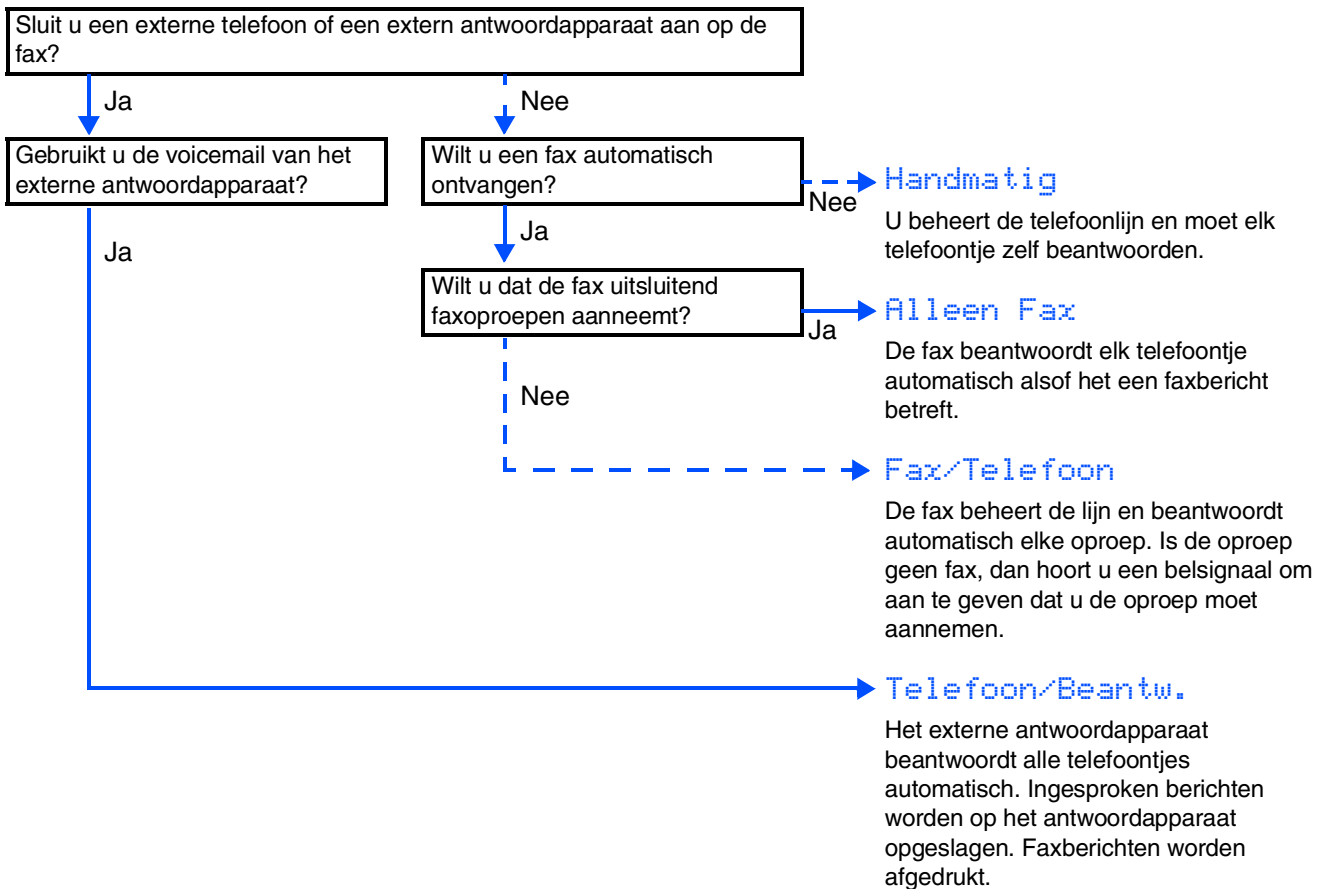 Sluit u een externe telefoon of een extern antwoordapparaat aan op de
fax?
Ja
Nee
Gebruikt u de voicemail van het
externe antwoordapparaat?
Wilt u een fax automatisch
ontvangen?
Nee
Handmatig
U beheert de telefoonlijn en moet elk
telefoontje zelf beantwoorden.
Ja
Ja
Wilt u dat de fax uitsluitend
faxoproepen aanneemt?
Ja
Alleen Fax
De fax beantwoordt elk telefoontje
automatisch alsof het een faxbericht
betreft.
Nee
Fax/Telefoon
De fax beheert de lijn en beantwoordt
automatisch elke oproep. Is de oproep
geen fax, dan hoort u een belsignaal om
aan te geven dat u de oproep moet
aannemen.
Telefoon/Beantw.
Het externe antwoordapparaat
beantwoordt alle telefoontjes
automatisch. Ingesproken berichten
worden op het antwoordapparaat
opgeslagen. Faxberichten worden
afgedrukt.